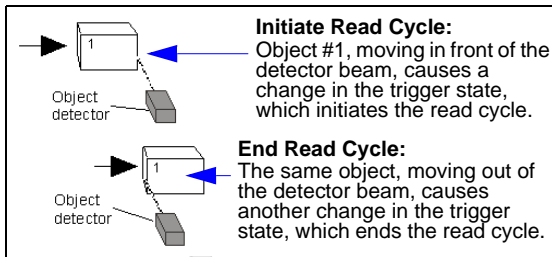 1
Object
detector
Initiate Read Cycle:
Object #1, moving in front of the
detector beam, causes a
change in the trigger state,
which initiates the read cycle.
1
Object
detector
End Read Cycle:
The same object, moving out of
the detector beam, causes
another change in the trigger
state, which ends the read cycle.